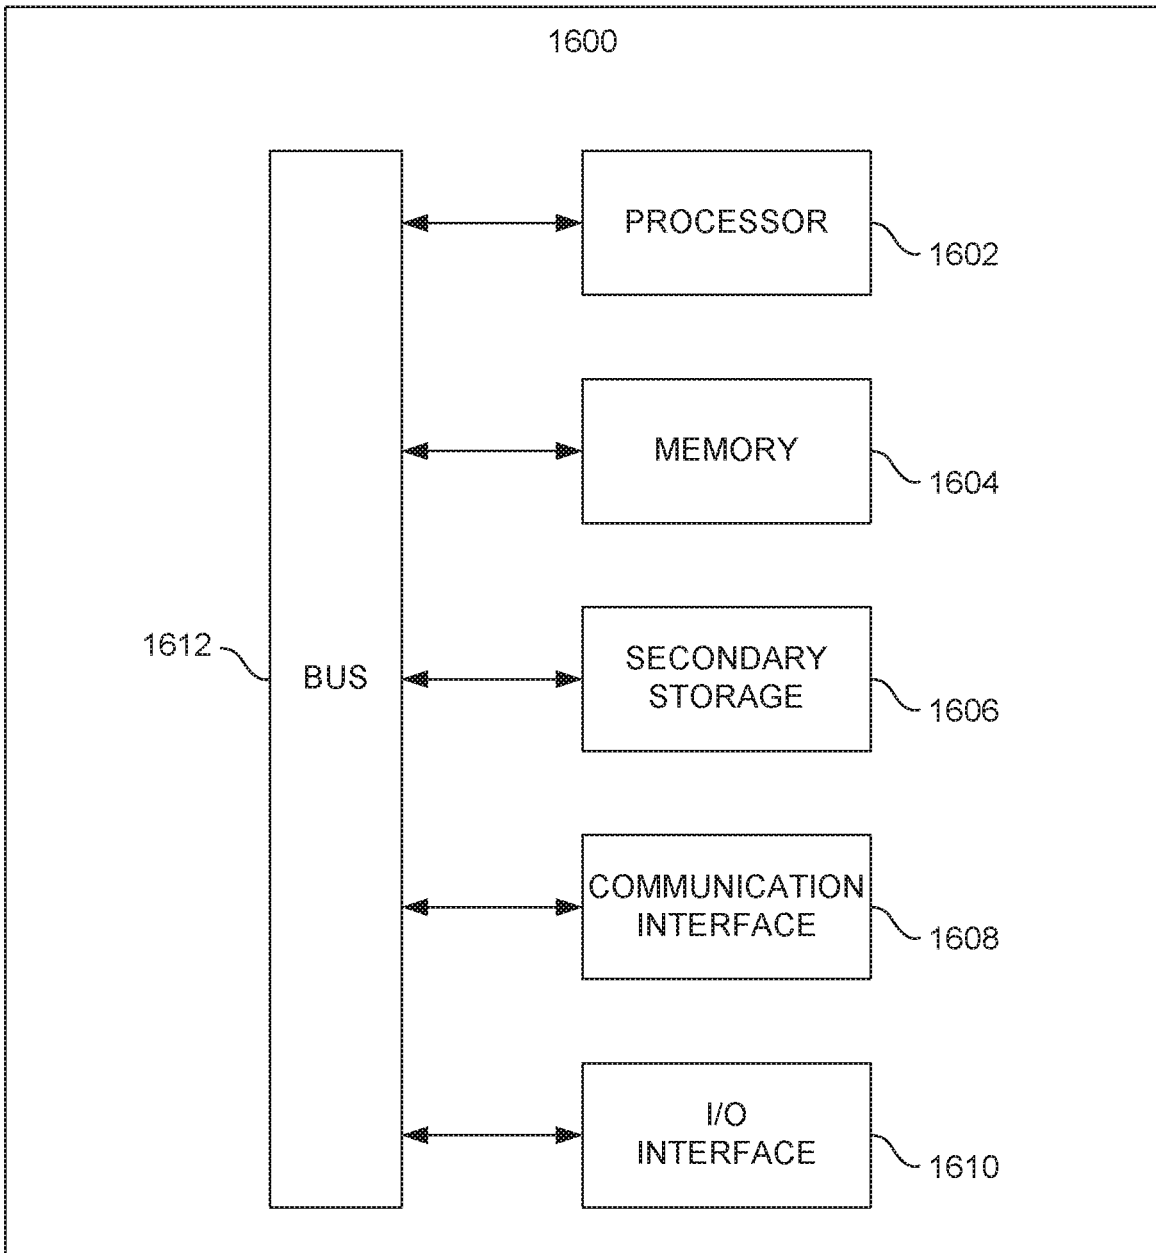 1600
PROCESSOR
1602
MEMORY
1604
1612
BUS
SECONDARY
STORAGE
1606
COMMUNICATION
INTERFACE
1608
I/O
INTERFACE
1610